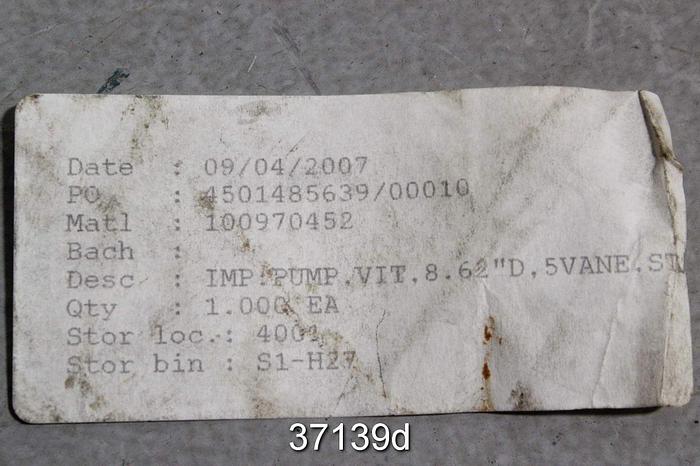 Date : 09/04/2007
PO : 4501485639/00010
Matl : 100970452
Bach :
Desc : IMP.PUMP,VIT,8.62"D,5VANE,ST
Qty : 1.000 EA
Stor loc.: 4001
Stor bin : S1-H27
37139d